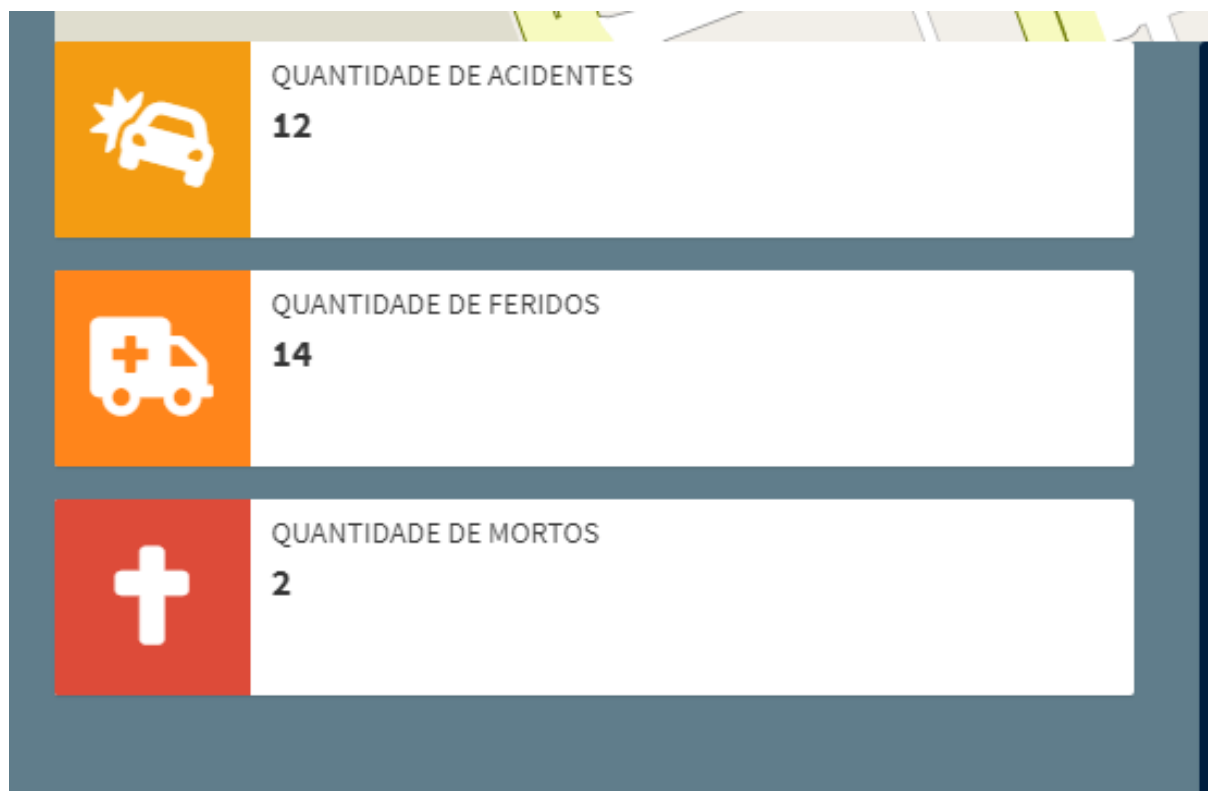 QUANTIDADE DE ACIDENTES
12
QUANTIDADE DE FERIDOS
14
QUANTIDADE DE MORTOS
2